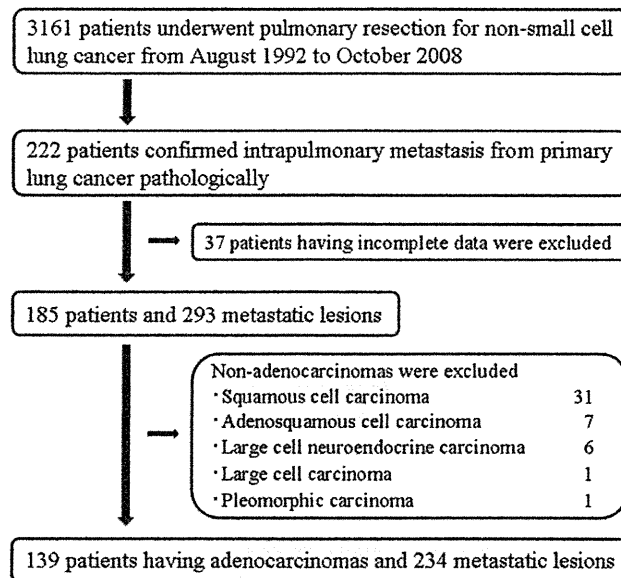 3161 patients underwent pulmonary resection for non-small cell
lung cancer from August 1992 to October 2008
222 patients confirmed intrapulmonary metastasis from primary
lung cancer pathologically
37 patients having incomplete data were excluded
185 patients and 293 metastatic lesions
Non-adenocarcinomas were excluded
・Squamous cell carcinoma 31
・Adenosquamous cell carcinoma 7
・Large cell neuroendocrine carcinoma 6
・Large cell carcinoma 1
・Pleomorphic carcinoma 1
139 patients having adenocarcinomas and 234 metastatic lesions